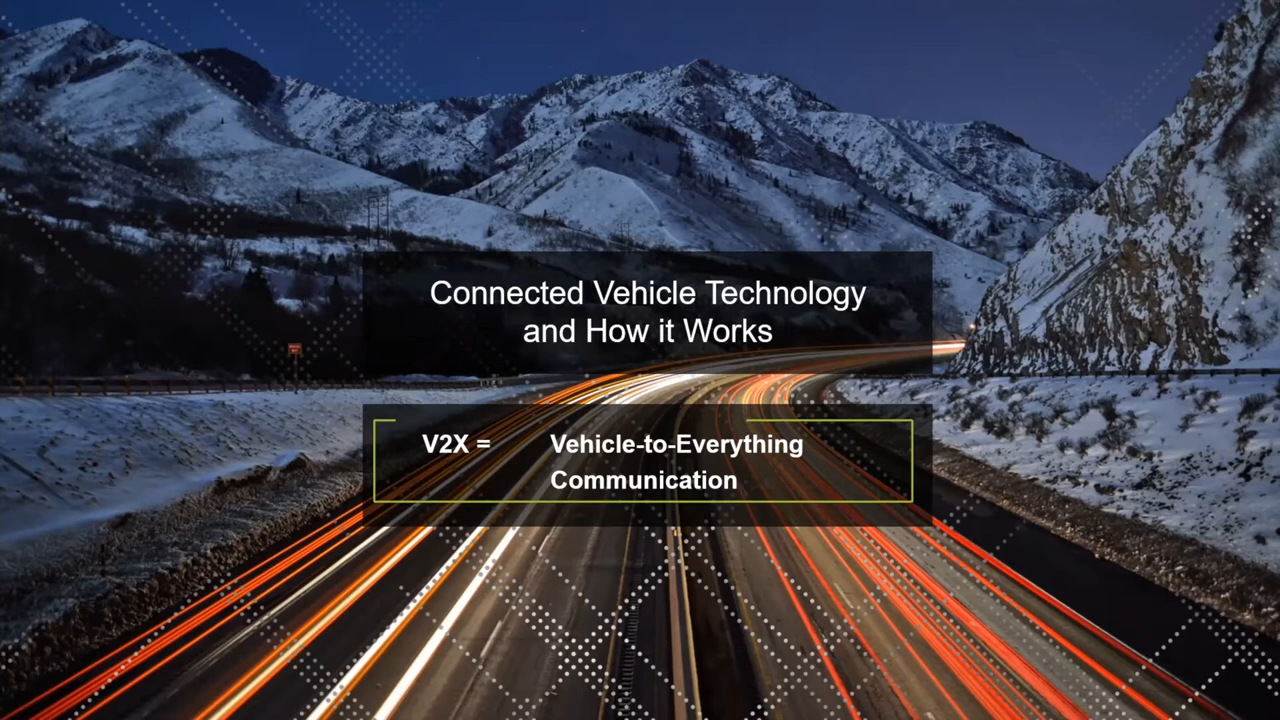 Connected Vehicle Technology
and How it Works
V2X = Vehicle-to-Everything
Communication